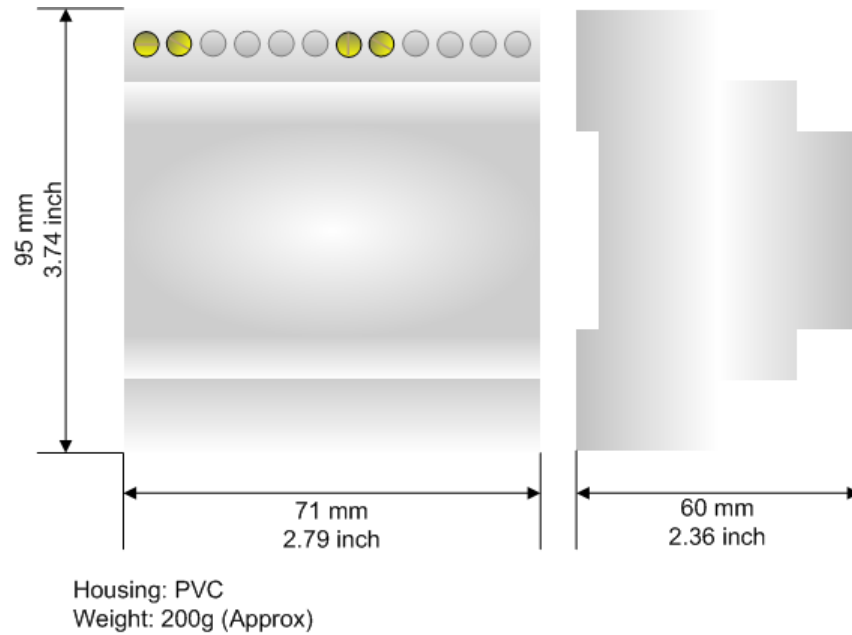 95 mm
3.74 inch
71 mm
2.79 inch
60 mm
2.36 inch
Housing: PVC
Weight: 200g (Approx)